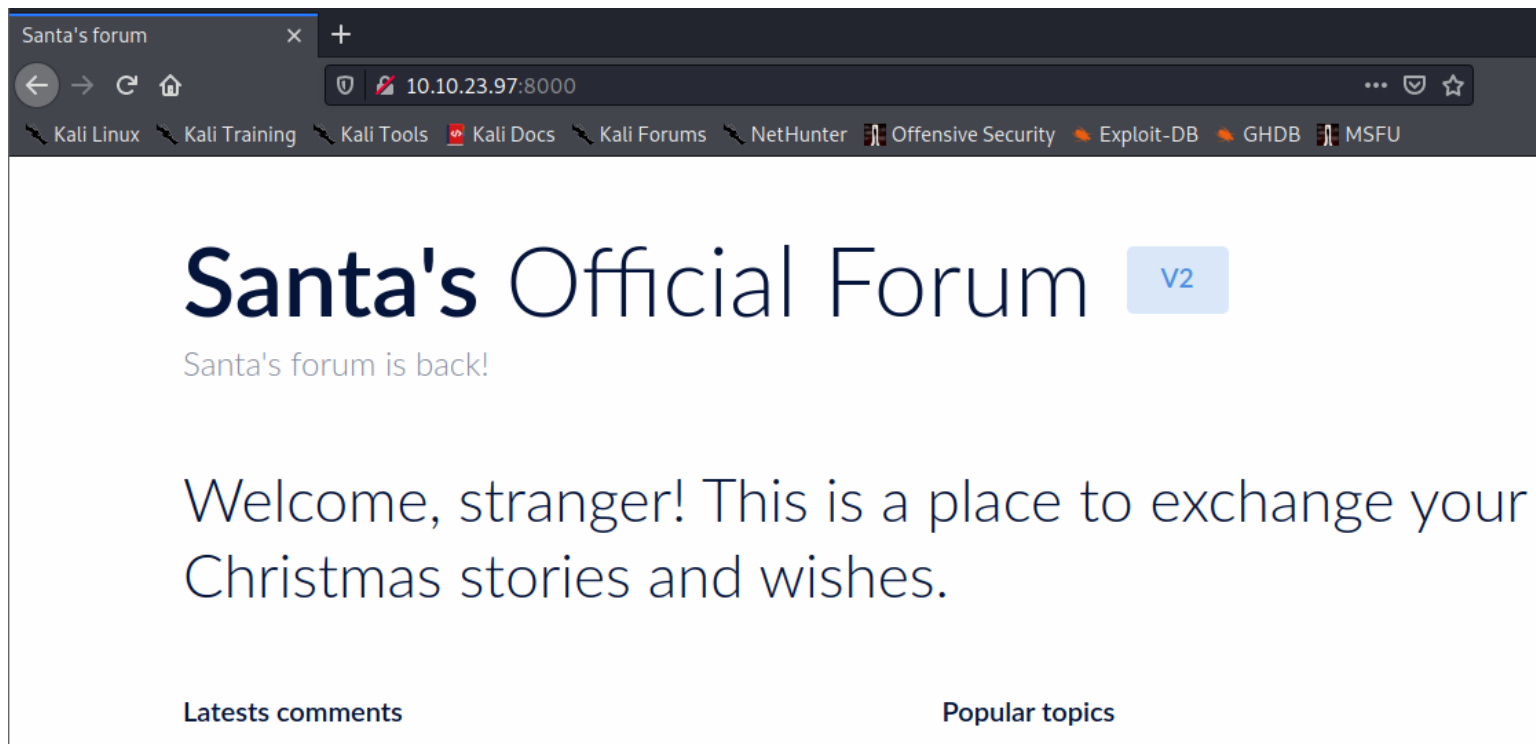 Santa's forum
10.10.23.97:8000
Kali Linux Kali Training Kali Tools Kali Docs Kali Forums NetHunter Offensive Security Exploit-DB GHDB MSFU
Santa's Official Forum V2
Santa's forum is back!
Welcome, stranger! This is a place to exchange your
Christmas stories and wishes.
Latests comments Popular topics